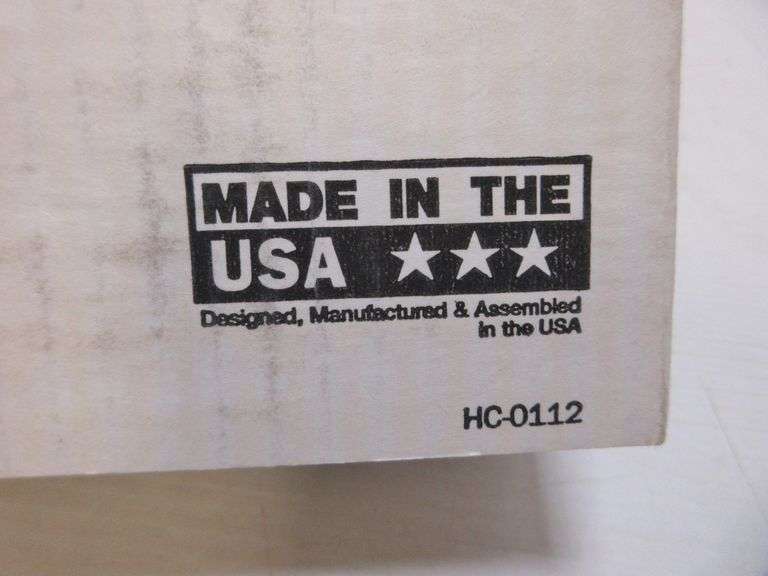 MADE IN THE
USA ★★★
Designed, Manufactured & Assembled
in the USA
HC-0112